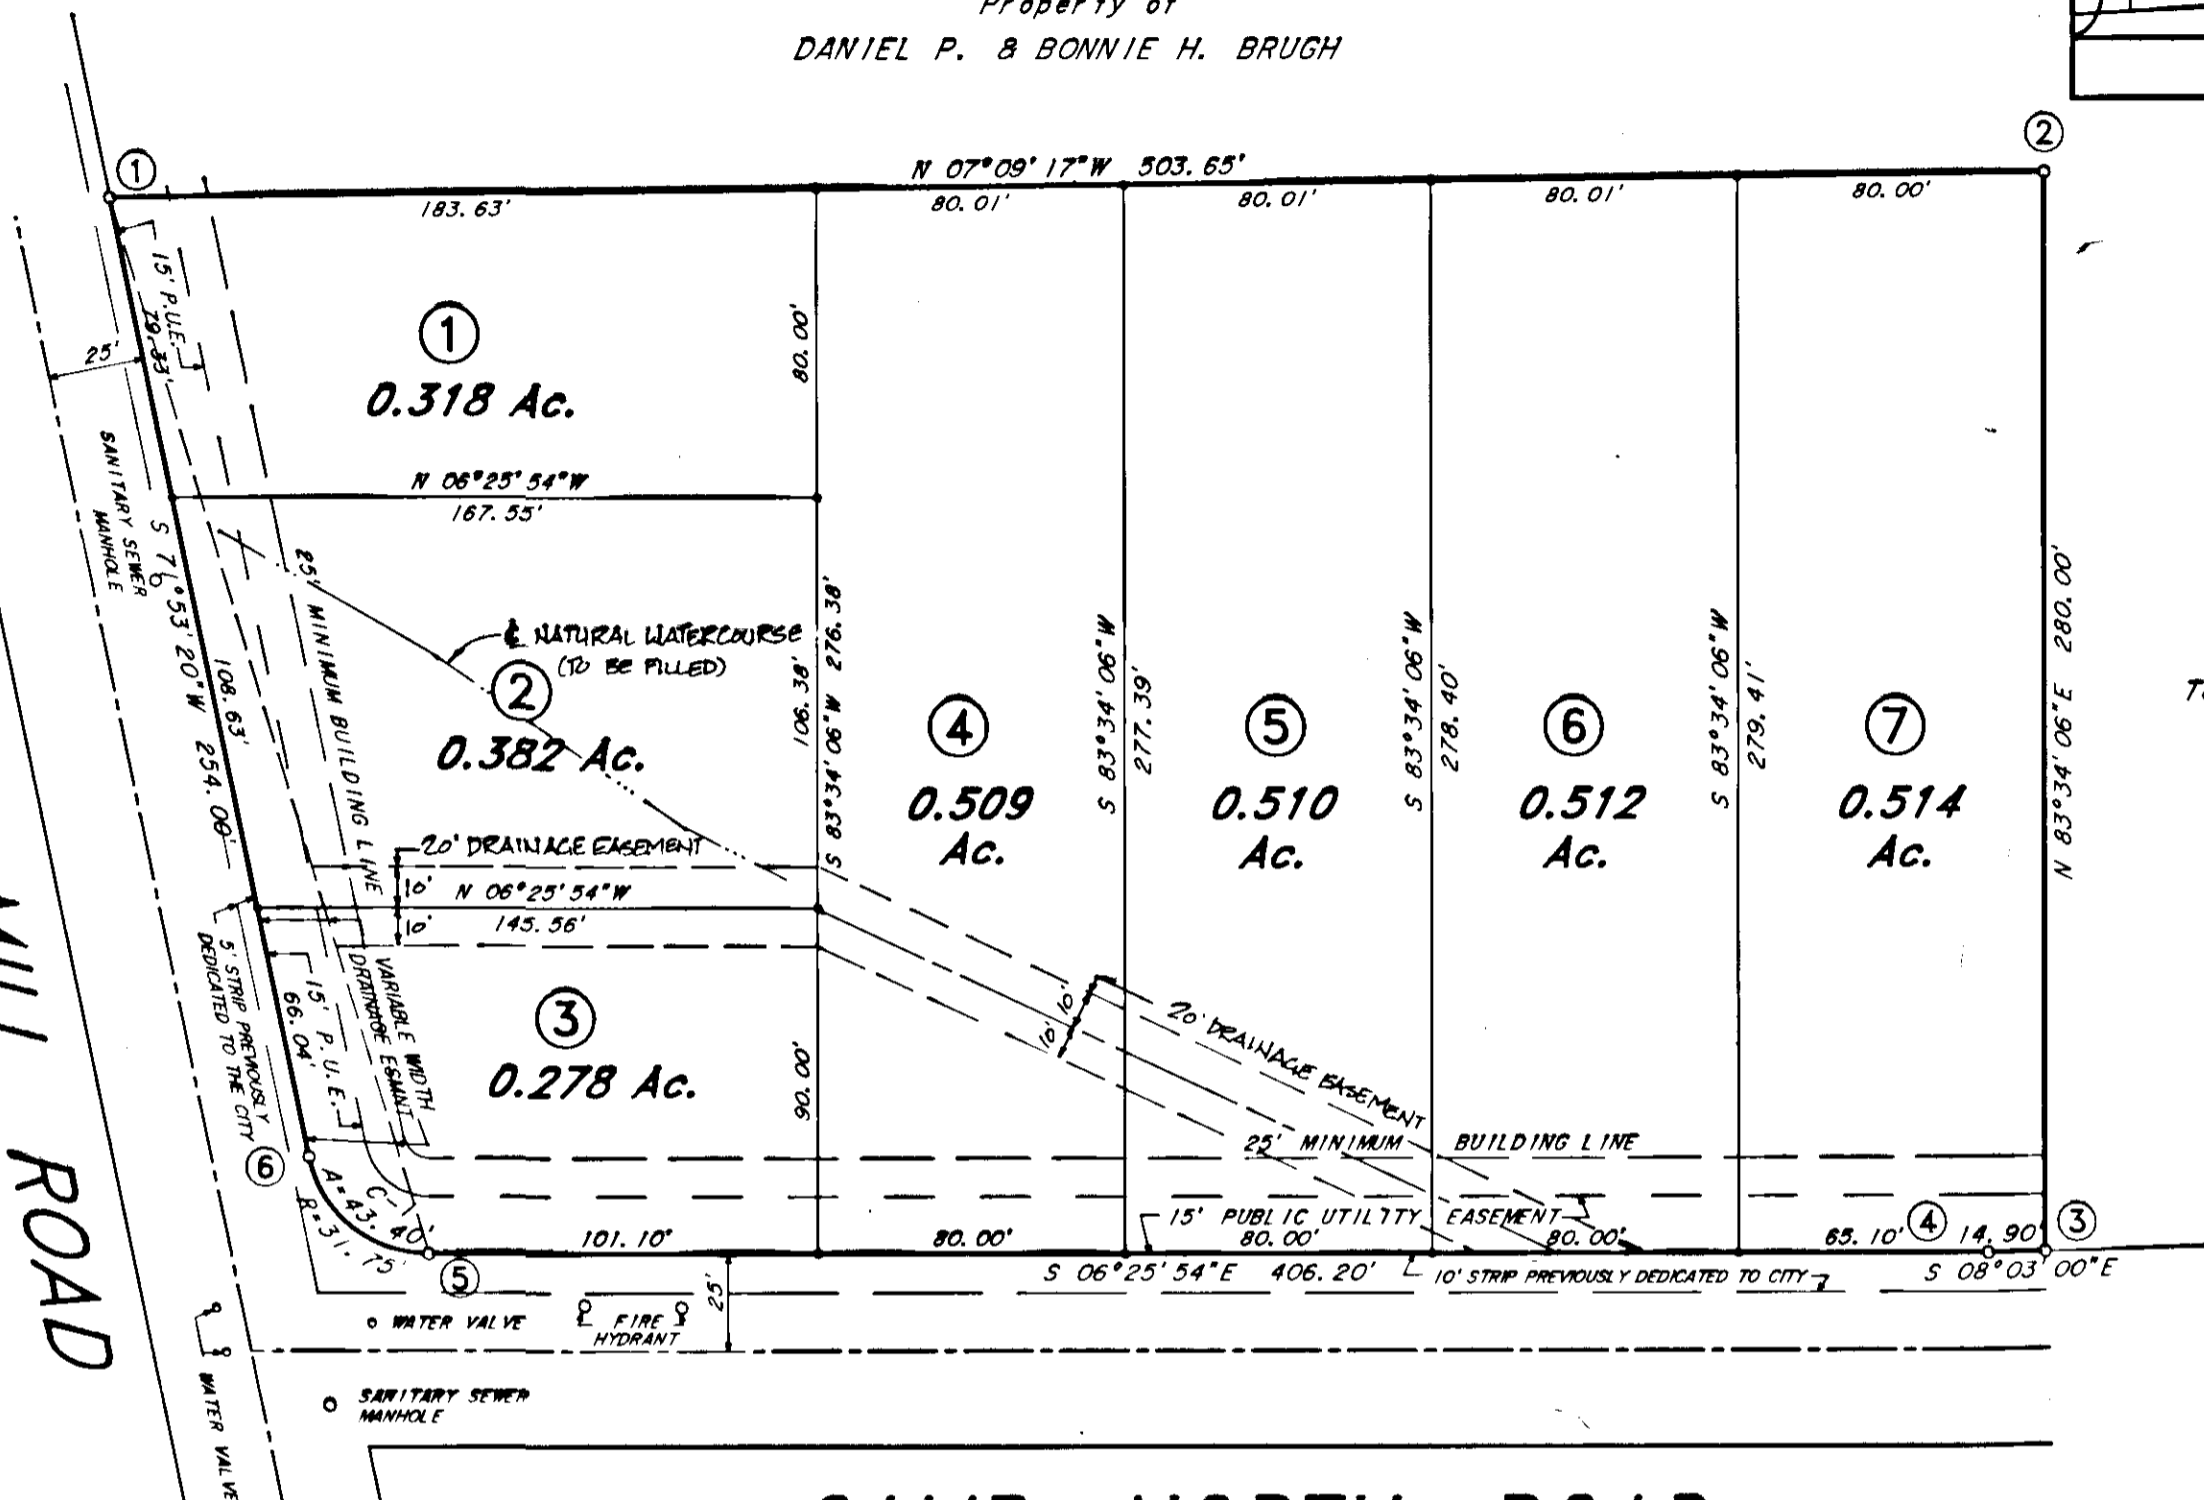 Property of
DANIEL P. & BONNIE H. BRUGH
1
2
N 07°09'17"W 503.65'
183.63'
80.01'
80.01'
80.01'
80.00'
15' P.U.E.
79.33'
25'
1
0.318 Ac.
80.00'
N 06°25'54"W
167.55'
SANITARY SEWER
MANHOLE
S 71°53'20"W 254.00'
108.63'
25' MINIMUM BUILDING LINE
℄ NATURAL WATERCOURSE
(TO BE FILLED)
2
0.382 Ac.
106.38'
S 83°34'06"W 276.38'
4
0.509
Ac.
S 83°34'06"W
277.39'
5
0.510
Ac.
S 83°34'06"W
278.40'
6
0.512
Ac.
S 83°34'06"W
279.41'
7
0.514
Ac.
N 83°34'06"E 280.00'
20' DRAINAGE EASEMENT
10'
N 06°25'54"W
10'
145.56'
5' STRIP PREVIOUSLY
DEDICATED TO THE CITY
15' P.U.E.
66.04'
VARIABLE WIDTH
DRAINAGE ESMNT
3
0.278 Ac.
90.00'
10'
10'
20' DRAINAGE EASEMENT
25' MINIMUM BUILDING LINE
6
A=43.40'
C
R=31.75'
5
101.10'
80.00'
15' PUBLIC UTILITY EASEMENT
80.00'
80.00'
65.10'
4
14.90'
3
S 06°25'54"E 406.20'
10' STRIP PREVIOUSLY DEDICATED TO CITY
S 08°03'00"E
25'
WATER VALVE
FIRE
HYDRANT
WATER VALVE
SANITARY SEWER
MANHOLE
ROAD